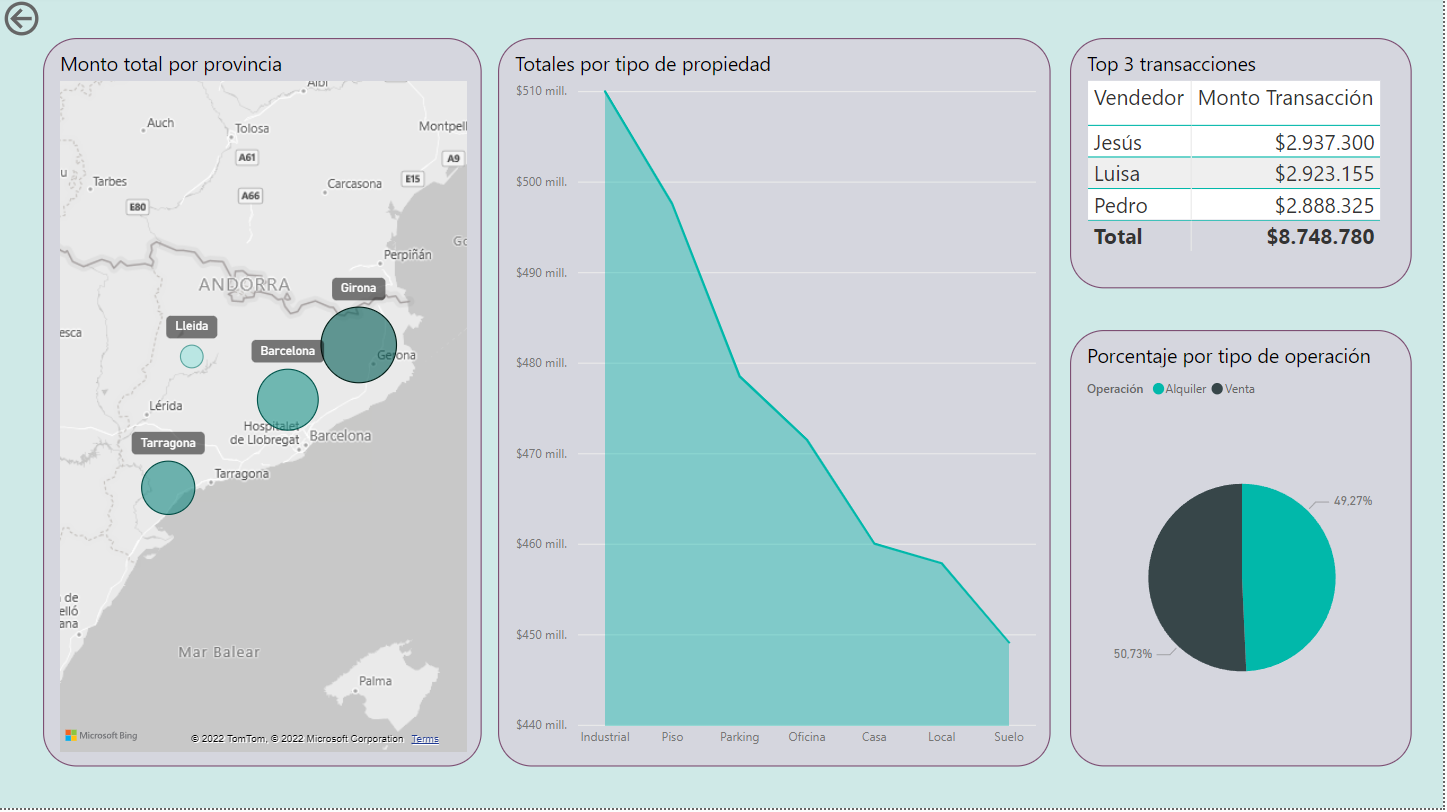 Monto total por provincia
Albi
Auch
Tolosa
Montpell
A61
A9
u
Tarbes
Carcasona
E15
A66
E80
Go
Perpiñán
ANDORRA
Girona
Lleida
esca
Barcelona
Gerona
Lérida
Hospitalet
de Llobregat
Barcelona
Tarragona
Tarragona
de
elló
ana
Mar Balear
Palma
Microsoft Bing
© 2022 TomTom, © 2022 Microsoft Corporation Terms
Totales por tipo de propiedad
$510 mill.
$500 mill.
$490 mill.
$480 mill.
$470 mill.
$460 mill.
$450 mill.
$440 mill.
Industrial Piso Parking Oficina Casa Local Suelo
Top 3 transacciones
Vendedor Monto Transacción
Jesús $2.937.300
Luisa $2.923.155
Pedro $2.888.325
Total $8.748.780
Porcentaje por tipo de operación
Operación Alquiler Venta
49,27%
50,73%